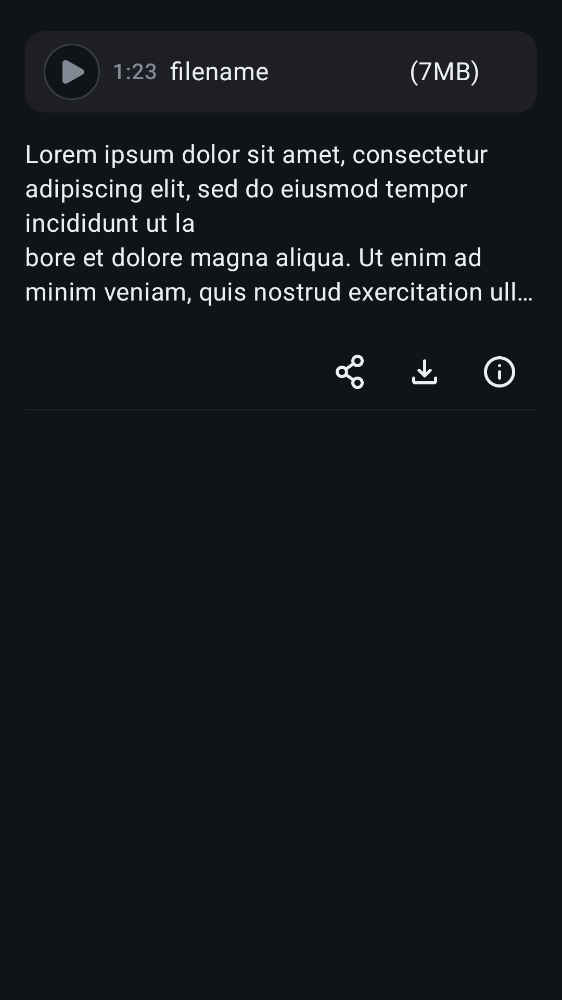 1:23 filename (7MB)
Lorem ipsum dolor sit amet, consectetur
adipiscing elit, sed do eiusmod tempor
incididunt ut la
bore et dolore magna aliqua. Ut enim ad
minim veniam, quis nostrud exercitation ull…